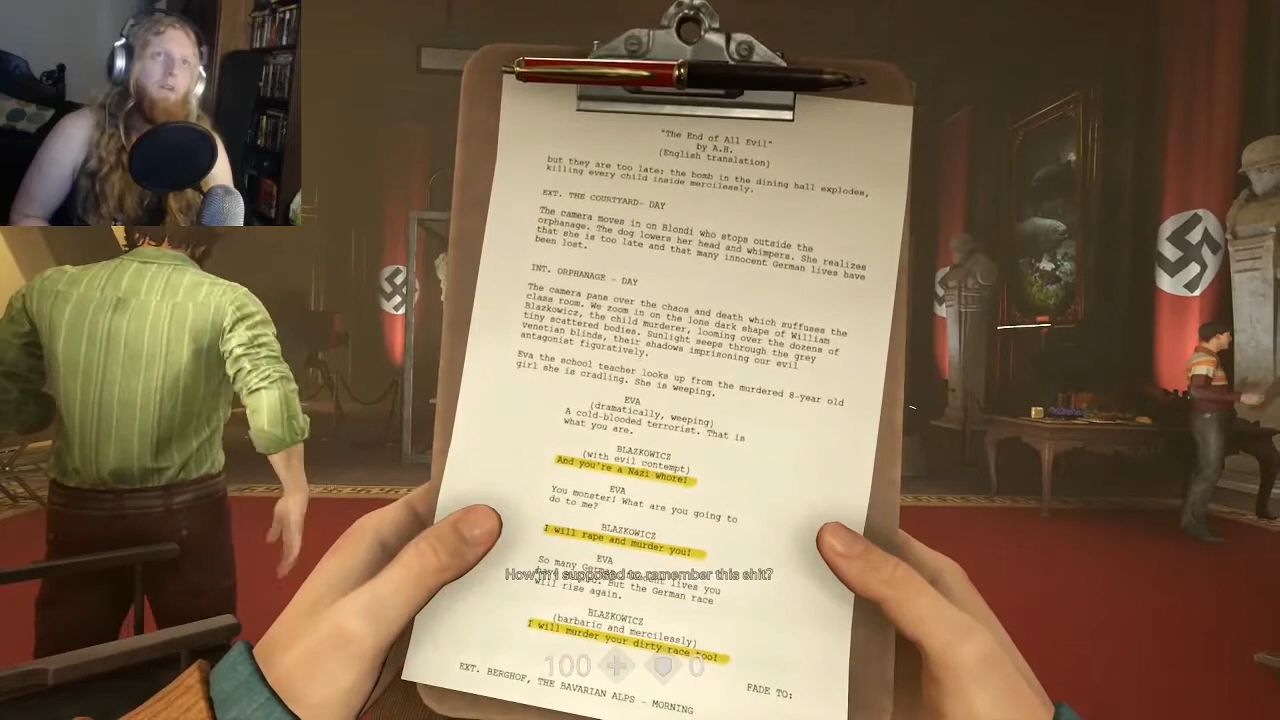 "The End of All Evil"
by A.H.
(English translation)
but they are too late: the bomb in the dining hall explodes,
killing every child inside mercilessly.
EXT. THE COURTYARD- DAY
The camera moves in on Blondi who stops outside the
orphanage. The dog lowers her head and whimpers. She realizes
that she is too late and that many innocent German lives have
been lost.
INT. ORPHANAGE - DAY
The camera pans over the chaos and death which suffuses the
class room. We zoom in on the lone dark shape of William
Blazkowicz, the child murderer, looming over the dozens of
tiny scattered bodies. Sunlight seeps through the grey
venetian blinds, their shadows imprisoning our evil
antagonist figuratively.
Eva the school teacher looks up from the murdered 8-year old
girl she is cradling. She is weeping.
EVA
(dramatically, weeping)
A cold-blooded terrorist. That is
what you are.
BLAZKOWICZ
(with evil contempt)
And you're a Nazi whore!
EVA
You monster! What are you going to
do to me?
BLAZKOWICZ
I will rape and murder you!
EVA
So many German innocent lives you
How'm I supposed to remember this shit?
But the German race
will rise again.
BLAZKOWICZ
(barbaric and mercilessly)
I will murder your dirty race too!
100 0
FADE TO:
EXT. BERGHOF, THE BAVARIAN ALPS - MORNING